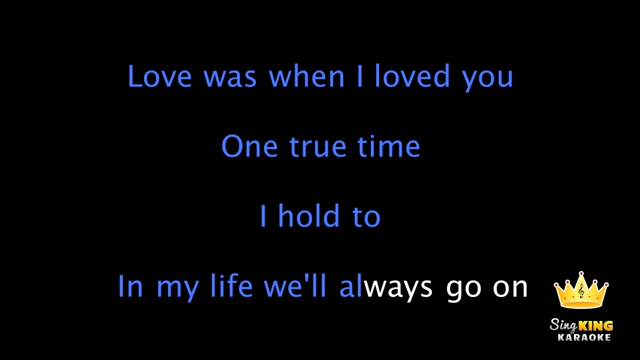 Love was when I loved you
One true time
I hold to
In my life we'll always go on
Sing KING
KARAOKE